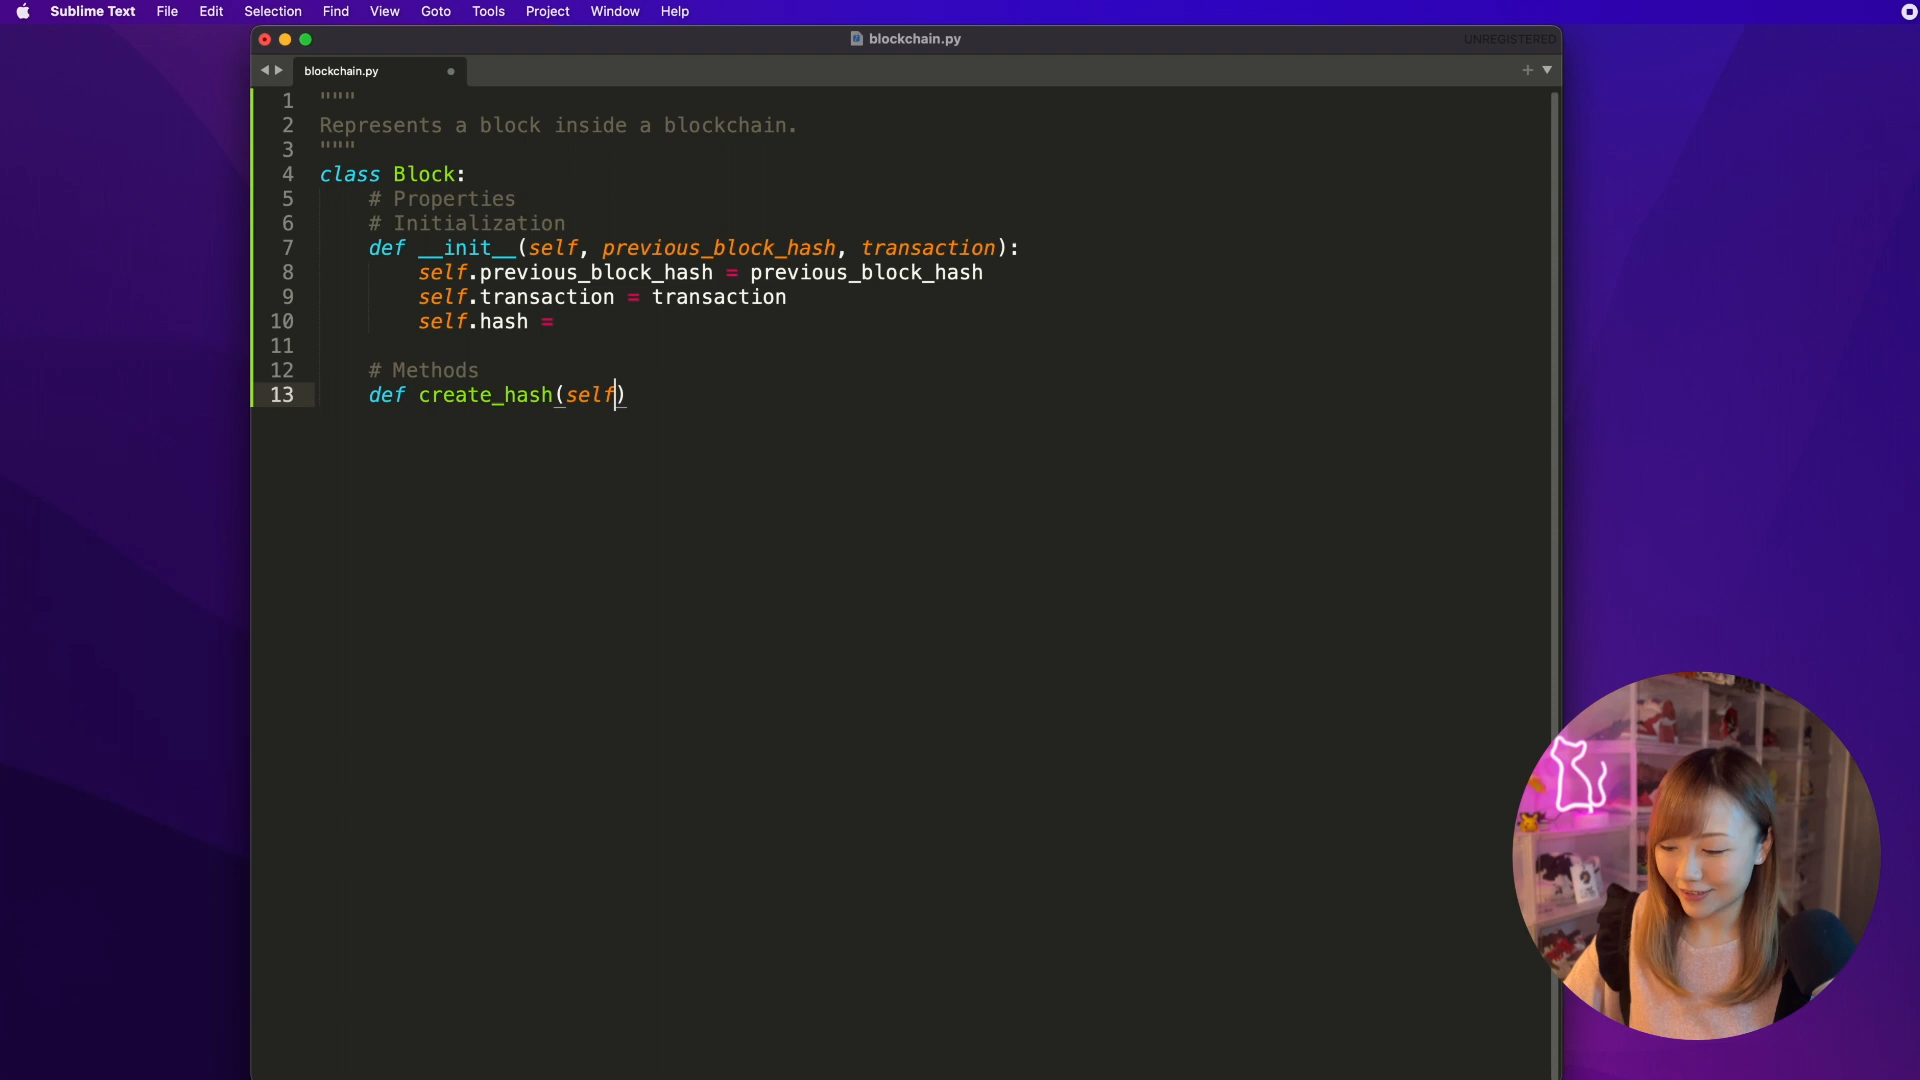 Sublime Text File Edit Selection Find View Goto Tools Project Window Help
blockchain.py UNREGISTERED
blockchain.py
1 """
2 Represents a block inside a blockchain.
3 """
4 class Block:
5 # Properties
6 # Initialization
7 def __init__(self, previous_block_hash, transaction):
8 self.previous_block_hash = previous_block_hash
9 self.transaction = transaction
10 self.hash =
11
12 # Methods
13 def create_hash(self)